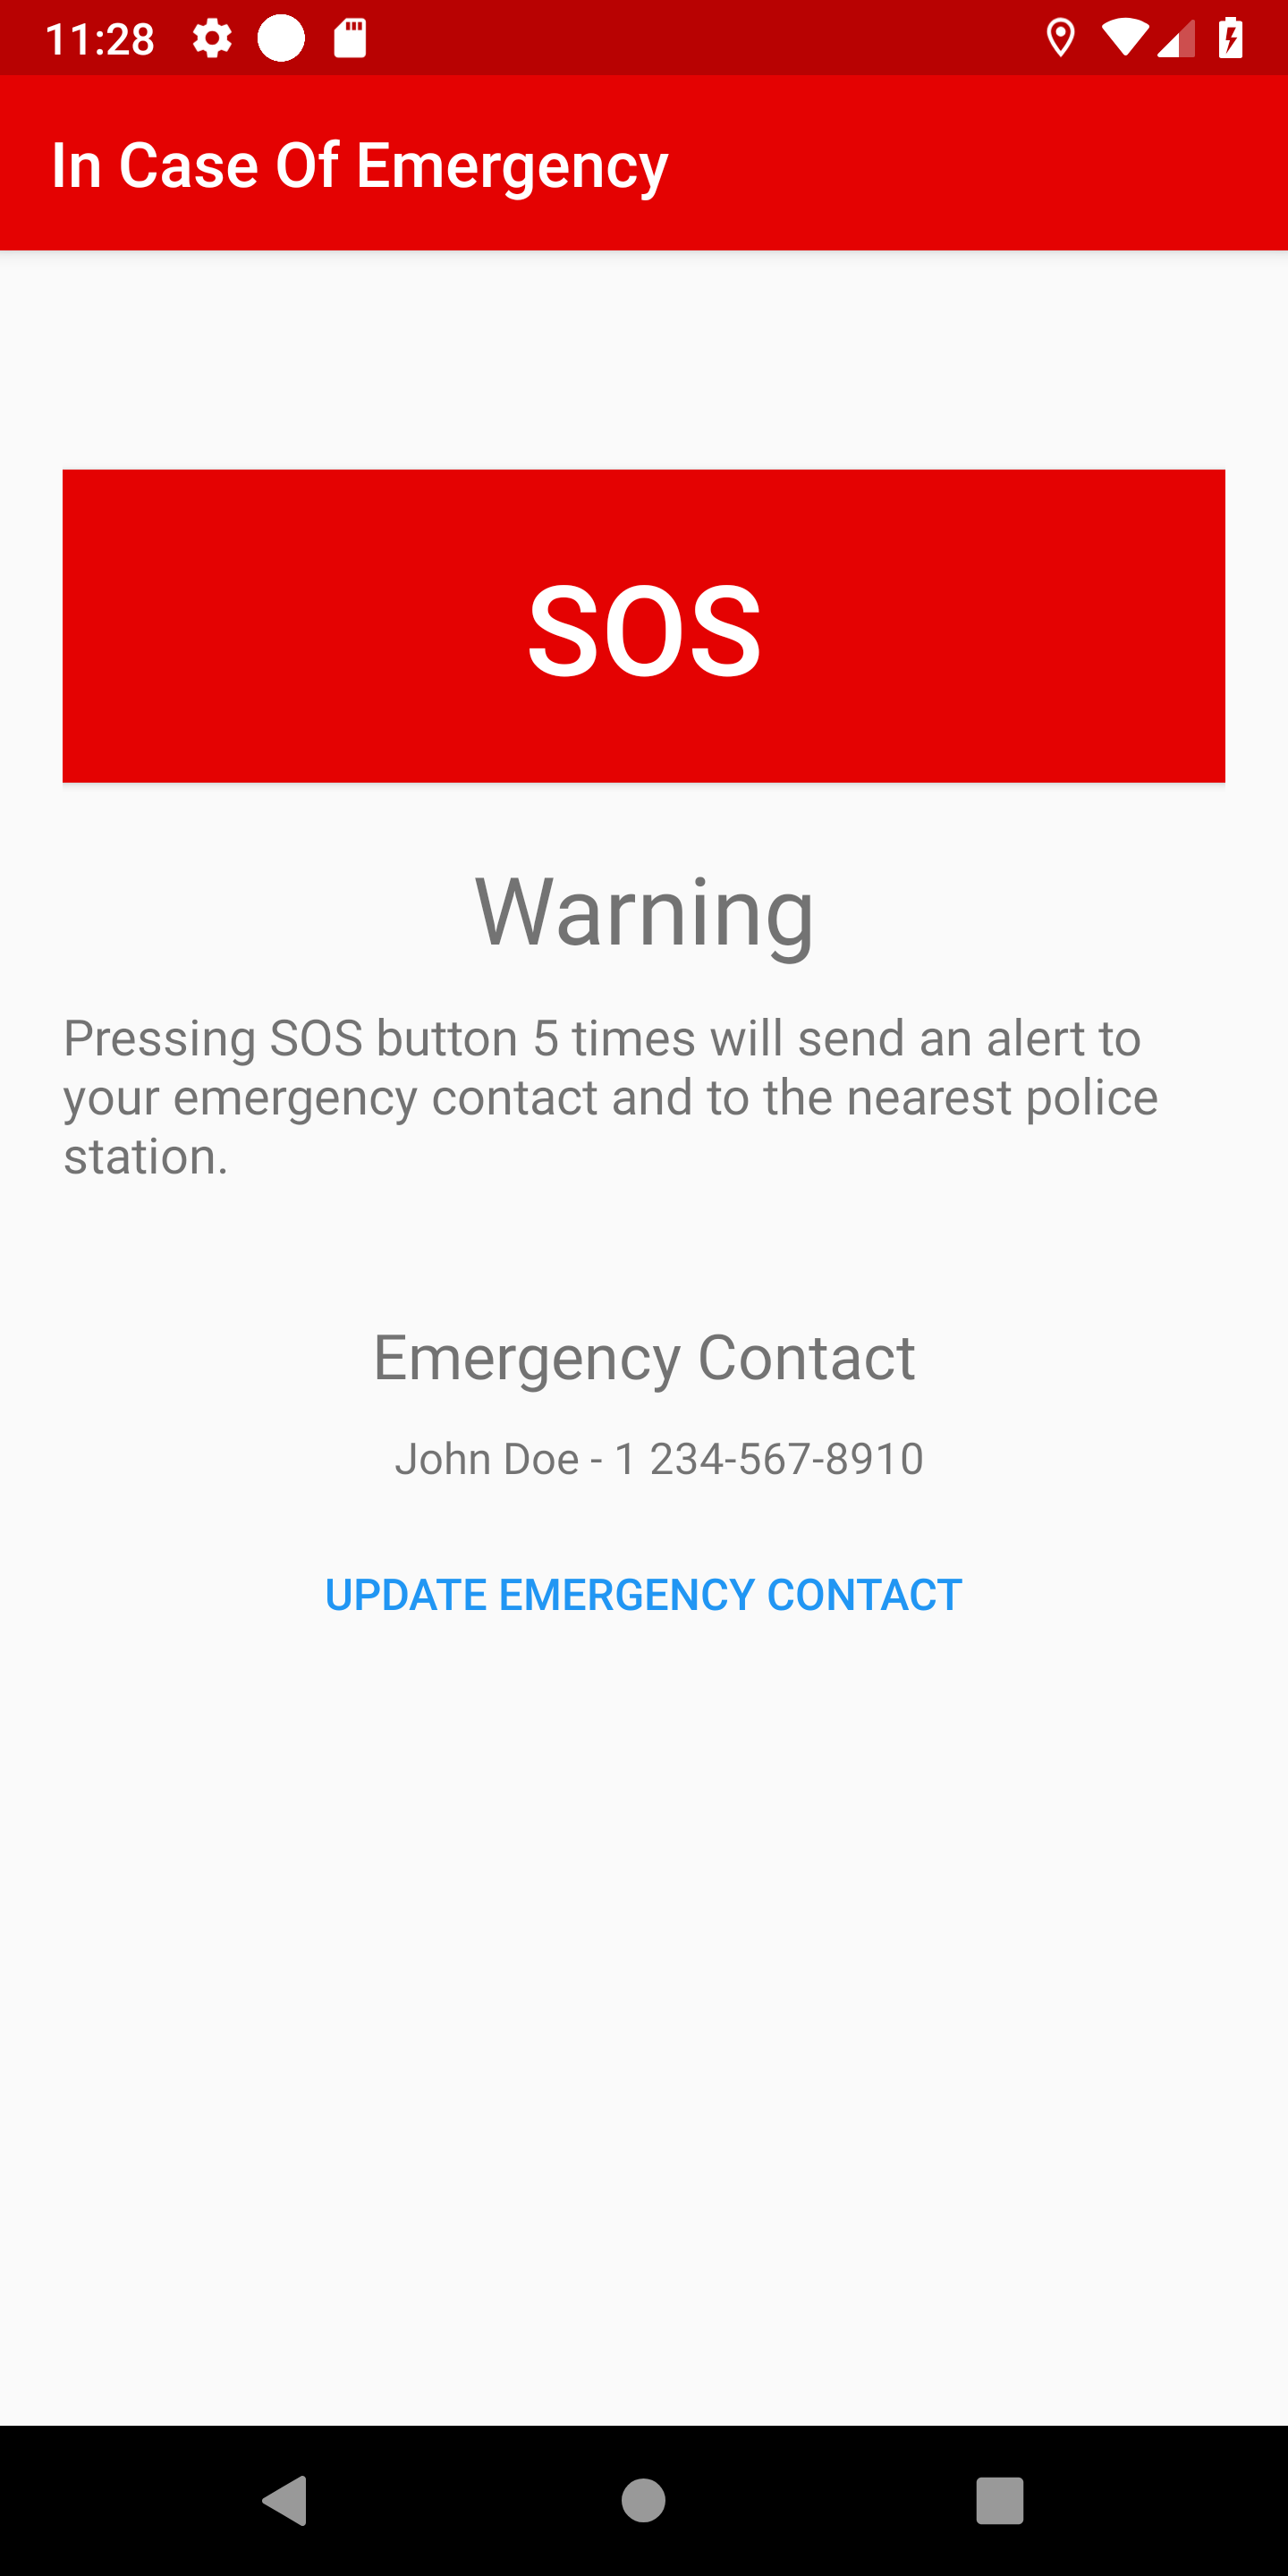 11:28
In Case Of Emergency
SOS
Warning
Pressing SOS button 5 times will send an alert to
your emergency contact and to the nearest police
station.
Emergency Contact
John Doe - 1 234-567-8910
UPDATE EMERGENCY CONTACT